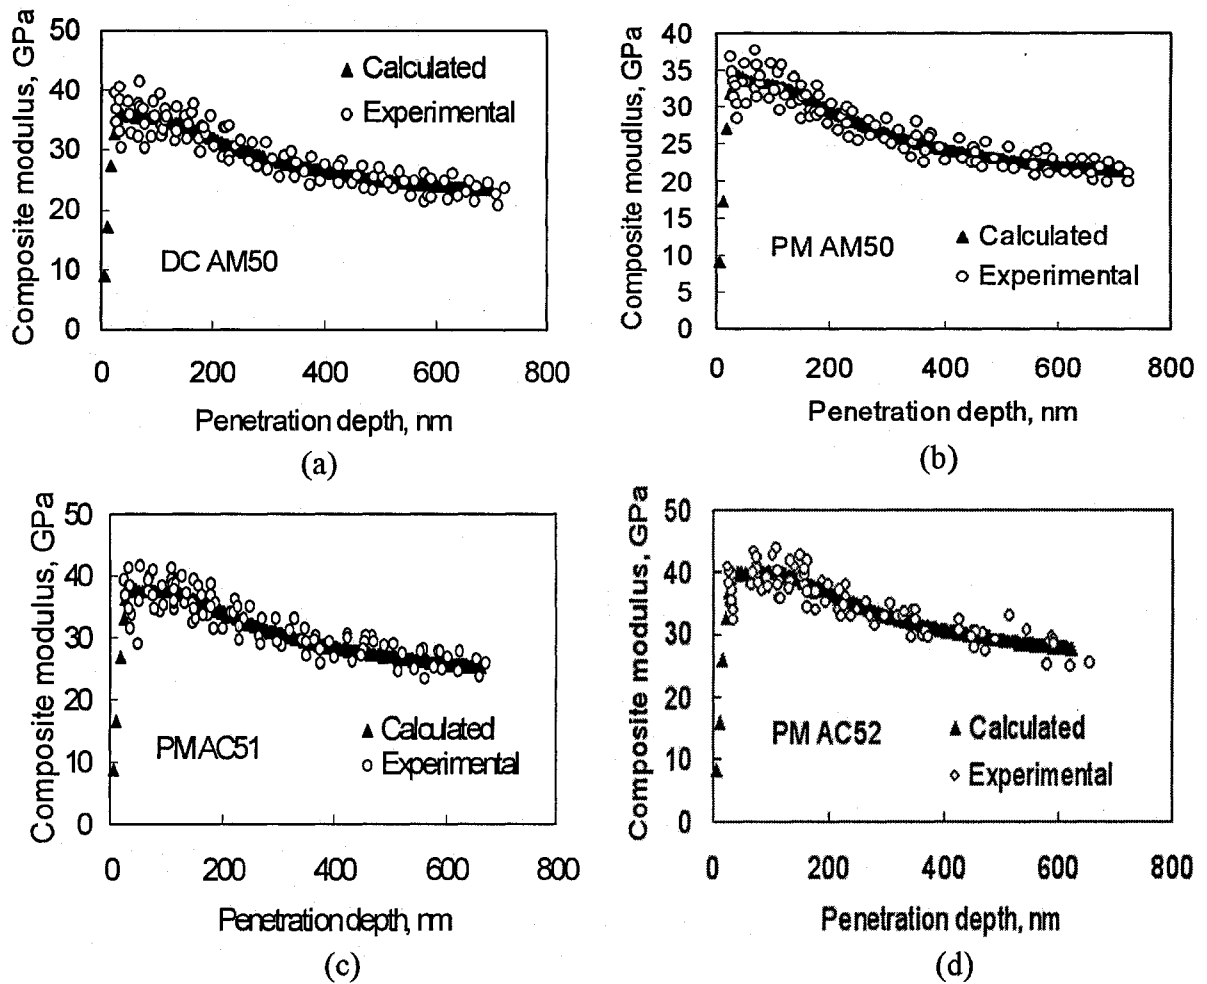 Composite modulus, GPa
50
40
30
20
10
0
(a)
▲ Calculated
○ Experimental
DC AM50
0 200 400 600 800
Penetration depth, nm
(a)
Composite moudlus, GPa
40
35
30
25
20
15
10
5
0
(b)
▲ Calculated
○ Experimental
PM AM50
0 200 400 600 800
Penetration depth, nm
(b)
Composite modulus, GPa
50
40
30
20
10
0
▲ Calculated
○ Experimental
PM AC51
0 200 400 600 800
Penetration depth, nm
(c)
Composite modulus, GPa
50
40
30
20
10
0
▲ Calculated
◇ Experimental
PM AC52
0 200 400 600 800
Penetration depth, nm
(d)